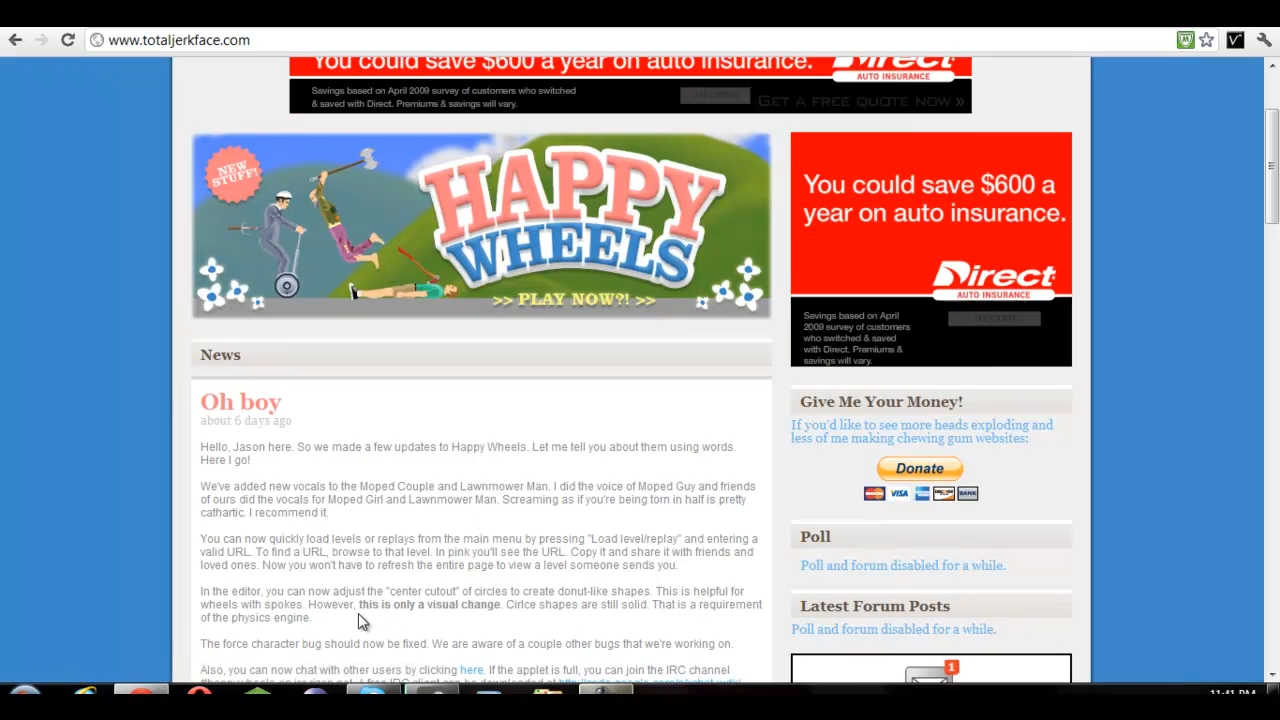 www.totaljerkface.com
You could save $600 a year on auto insurance.
Direct
AUTO INSURANCE
Savings based on April 2009 survey of customers who switched
& saved with Direct. Premiums & savings will vary.
GET A FREE QUOTE NOW »
NEW
STUFF!
HAPPY
WHEELS
>> PLAY NOW?! >>
You could save $600 a
year on auto insurance.
Direct
AUTO INSURANCE
Savings based on April
2009 survey of customers
who switched & saved
with Direct. Premiums &
savings will vary.
News
Oh boy
about 6 days ago
Hello, Jason here. So we made a few updates to Happy Wheels. Let me tell you about them using words.
Here I go!
We've added new vocals to the Moped Couple and Lawnmower Man. I did the voice of Moped Guy and friends
of ours did the vocals for Moped Girl and Lawnmower Man. Screaming as if you're being torn in half is pretty
cathartic. I recommend it.
You can now quickly load levels or replays from the main menu by pressing "Load level/replay" and entering a
valid URL. To find a URL, browse to that level. In pink you'll see the URL. Copy it and share it with friends and
loved ones. Now you won't have to refresh the entire page to view a level someone sends you.
In the editor, you can now adjust the "center cutout" of circles to create donut-like shapes. This is helpful for
wheels with spokes. However, this is only a visual change. Cirlce shapes are still solid. That is a requirement
of the physics engine.
The force character bug should now be fixed. We are aware of a couple other bugs that we're working on.
Also, you can now chat with other users by clicking here. If the applet is full, you can join the IRC channel
Give Me Your Money!
If you'd like to see more heads exploding and
less of me making chewing gum websites:
Donate
VISA
BANK
Poll
Poll and forum disabled for a while.
Latest Forum Posts
Poll and forum disabled for a while.
1
11:41 PM